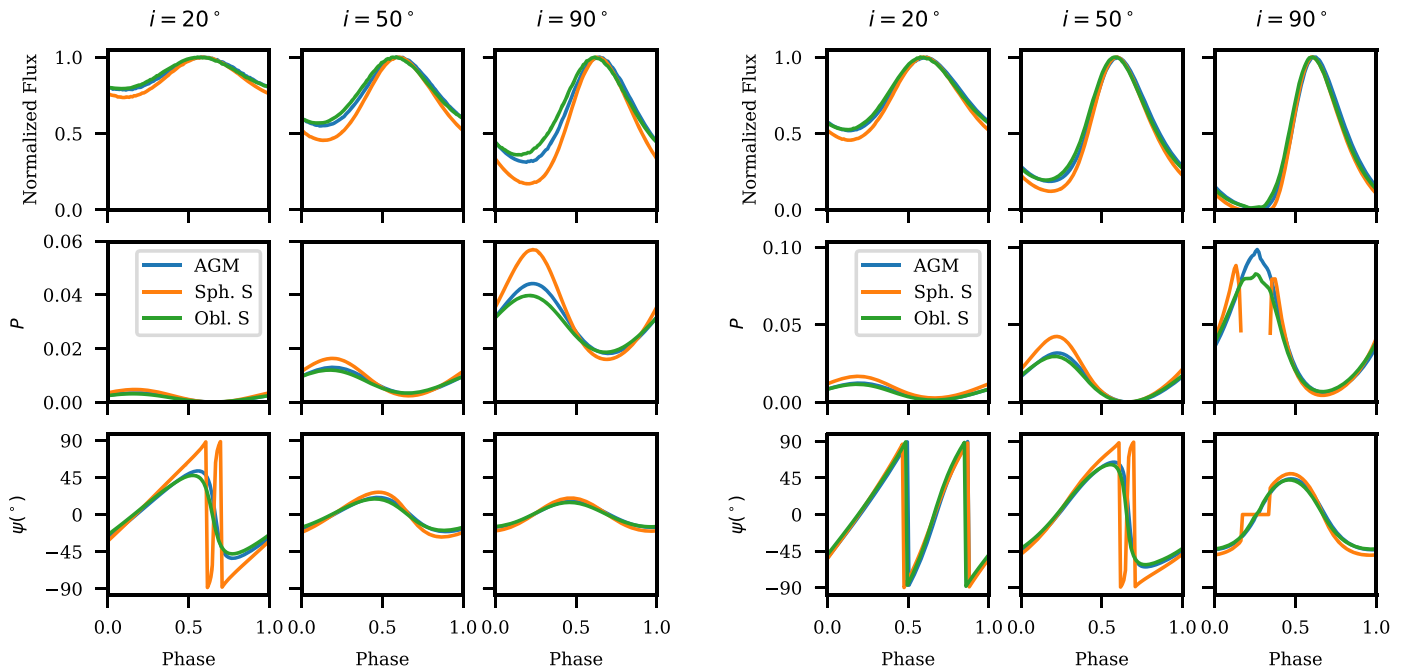 i = 20° i = 50° i = 90° i = 20° i = 50° i = 90°
Normalized Flux
1.0
0.5
0.0
Normalized Flux
1.0
0.5
0.0
P
0.06
0.04
0.02
0.00
AGM
Sph. S
Obl. S
P
0.10
0.05
0.00
AGM
Sph. S
Obl. S
ψ(°)
90
45
0
−45
−90
ψ(°)
90
45
0
−45
−90
0.0 0.5 1.0 0.0 0.5 1.0 0.0 0.5 1.0 0.0 0.5 1.0 0.0 0.5 1.0 0.0 0.5 1.0
Phase Phase Phase Phase Phase Phase